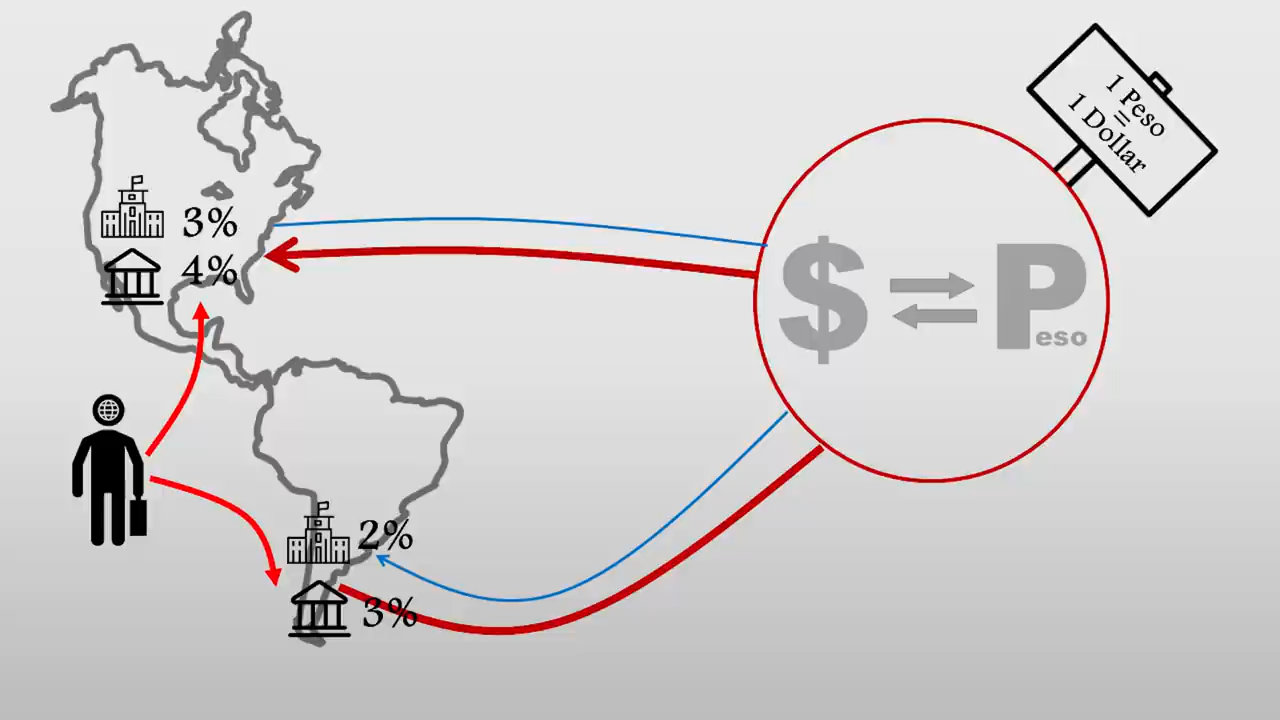 1 Peso
=
1 Dollar
3%
4%
$ Peso
2%
3%